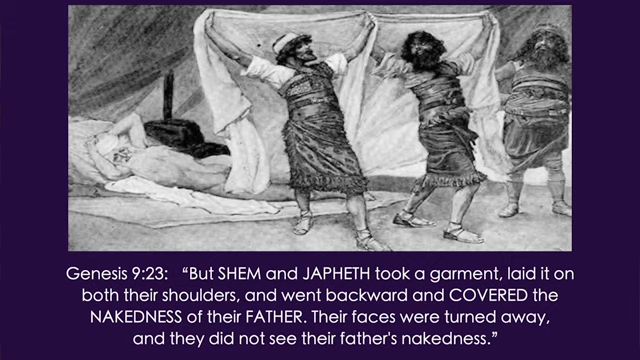 Genesis 9:23:   “But SHEM and JAPHETH took a garment, laid it on
both their shoulders, and went backward and COVERED the
NAKEDNESS of their FATHER. Their faces were turned away,
and they did not see their father's nakedness.”